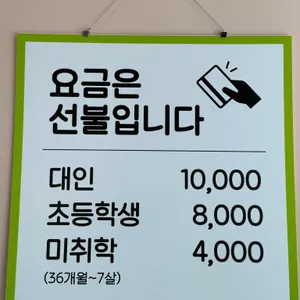 요금은
선불입니다
대인 10,000
초등학생 8,000
미취학 4,000
(36개월~7살)